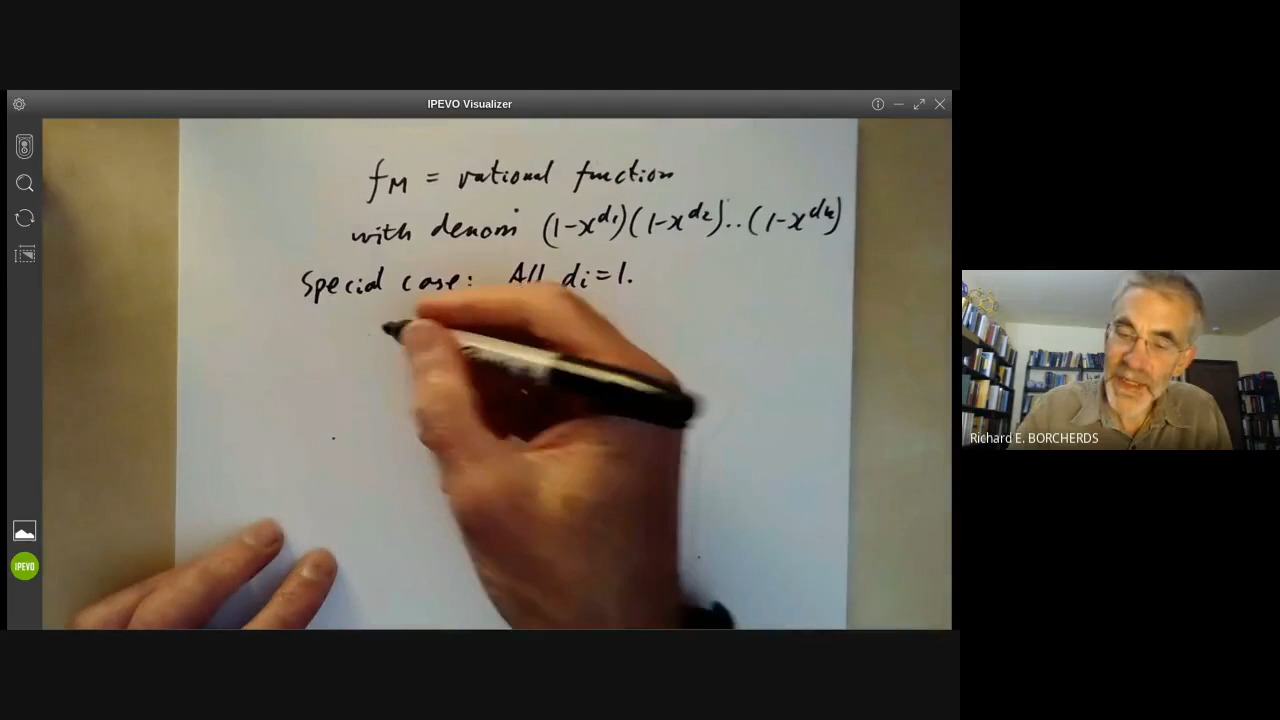 IPEVO Visualizer
f_M = rational function
with denom (1-x^{d_1})(1-x^{d_2})..(1-x^{d_k})
Special case: All d_i=1.
Richard E. BORCHERDS
IPEVO